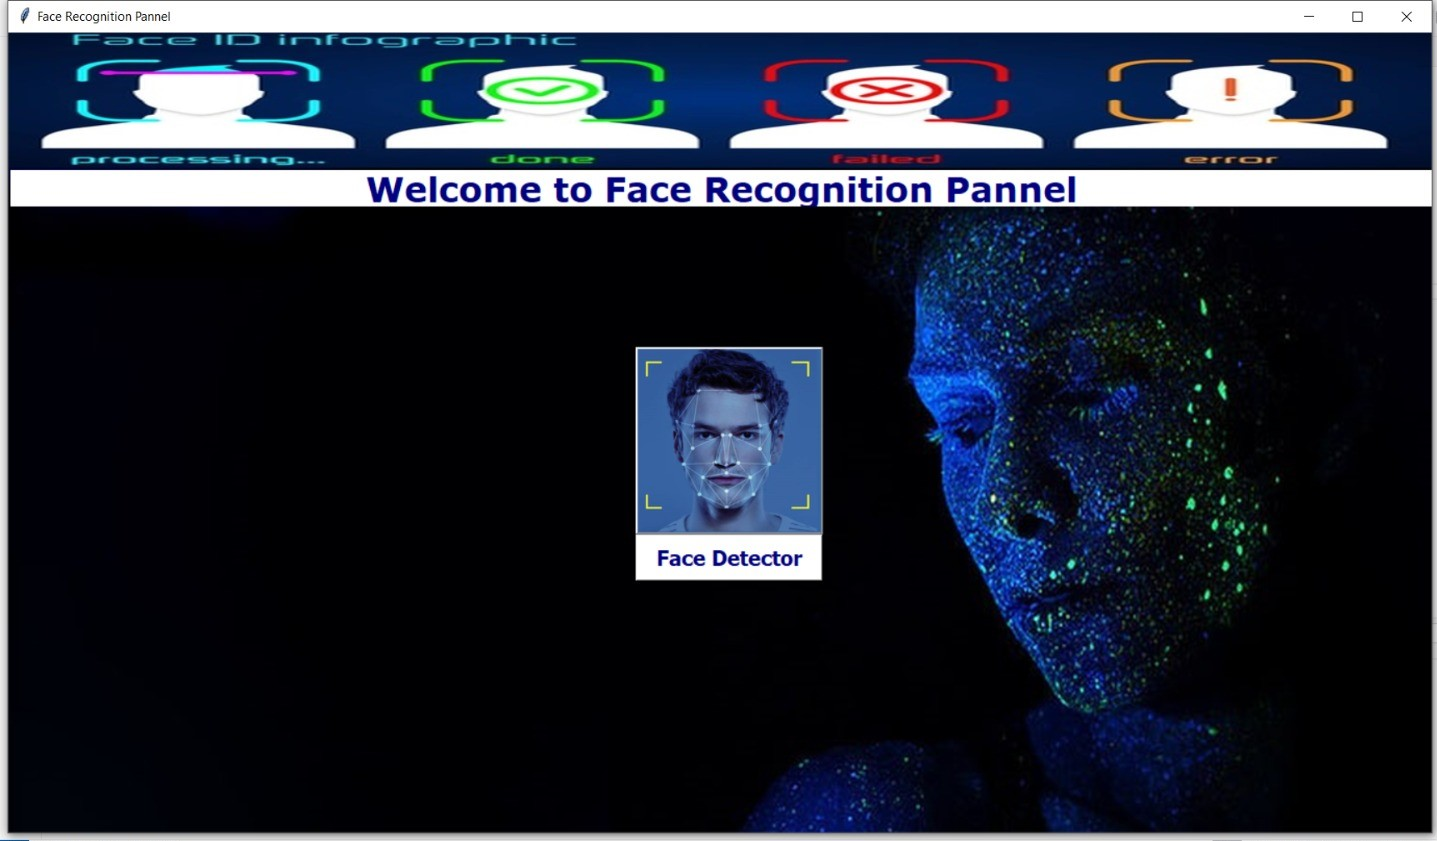 Face Recognition Pannel
Face ID infographic
processing...
done
failed
error
Welcome to Face Recognition Pannel
Face Detector